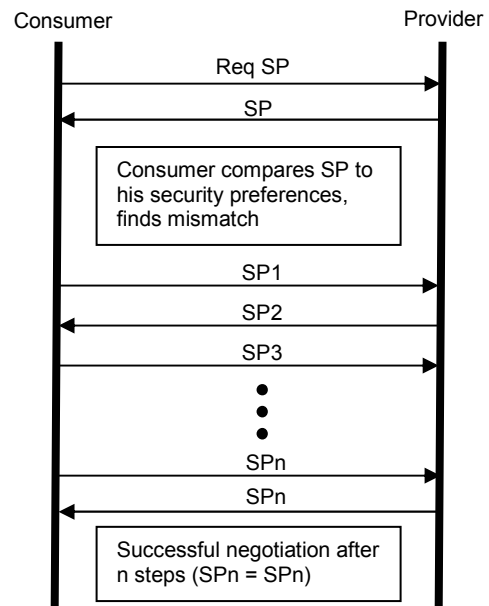 Consumer
Provider
Req SP
SP
Consumer compares SP to
his security preferences,
finds mismatch
SP1
SP2
SP3
SPn
SPn
Successful negotiation after
n steps (SPn = SPn)